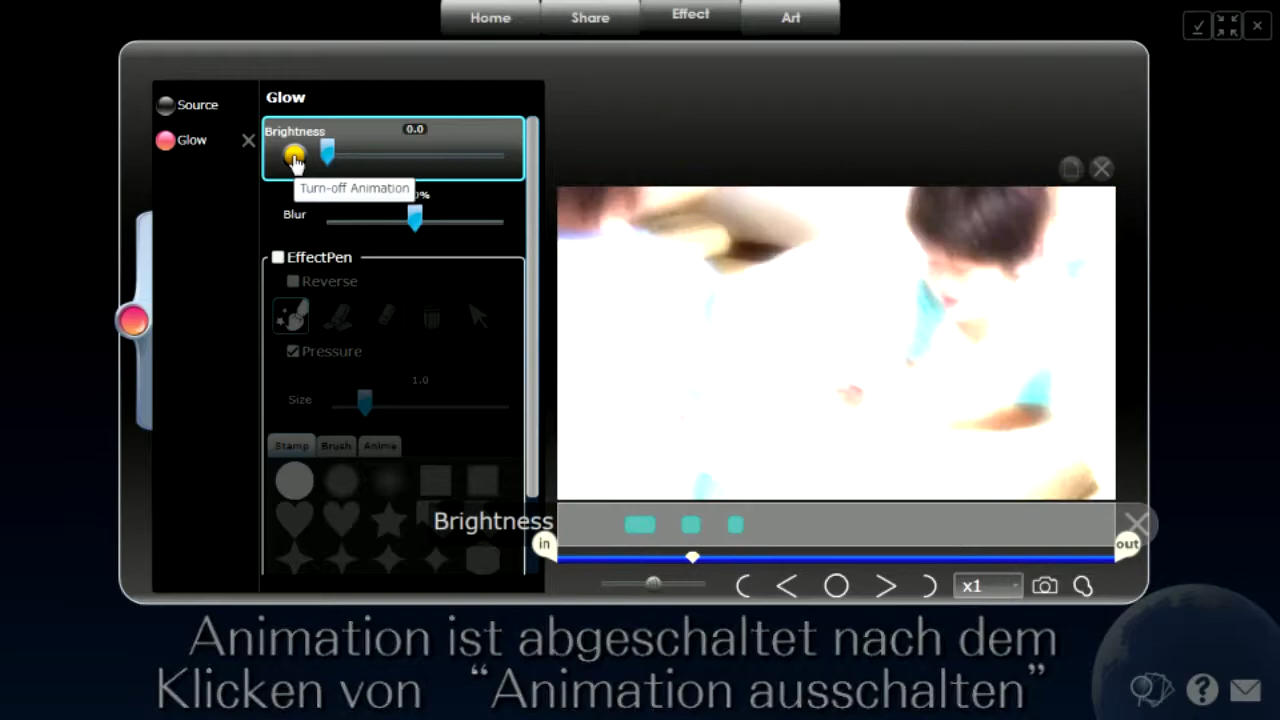 Home
Share
Effect
Art
Source
Glow
Glow
Brightness
0.0
Turn-off Animation
%
Blur
EffectPen
Reverse
Pressure
1.0
Size
Stamp
Brush
Anime
Brightness
in
out
x1
Animation ist abgeschaltet nach dem
Klicken von “Animation ausschalten”